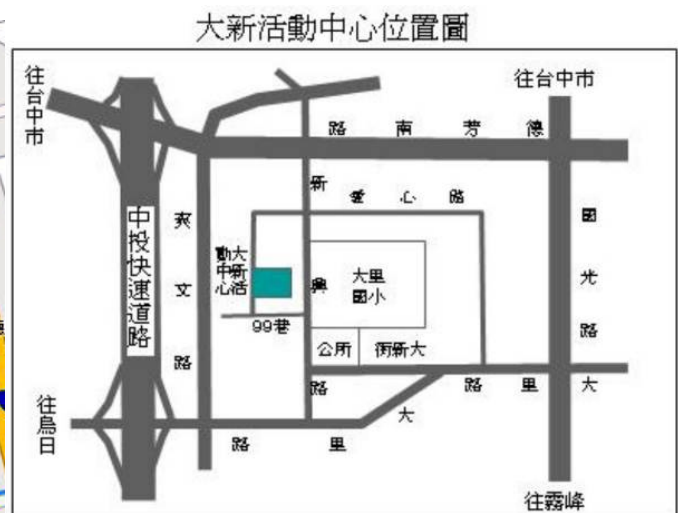 大新活動中心位置圖
往台中市
往台中市
路南芳德
新興路
愛心路
國光路
中投快速道路
爽文路
大新活動中心
大里國小
99巷
公所
街新大
路里大
往烏日
路里大
往霧峰